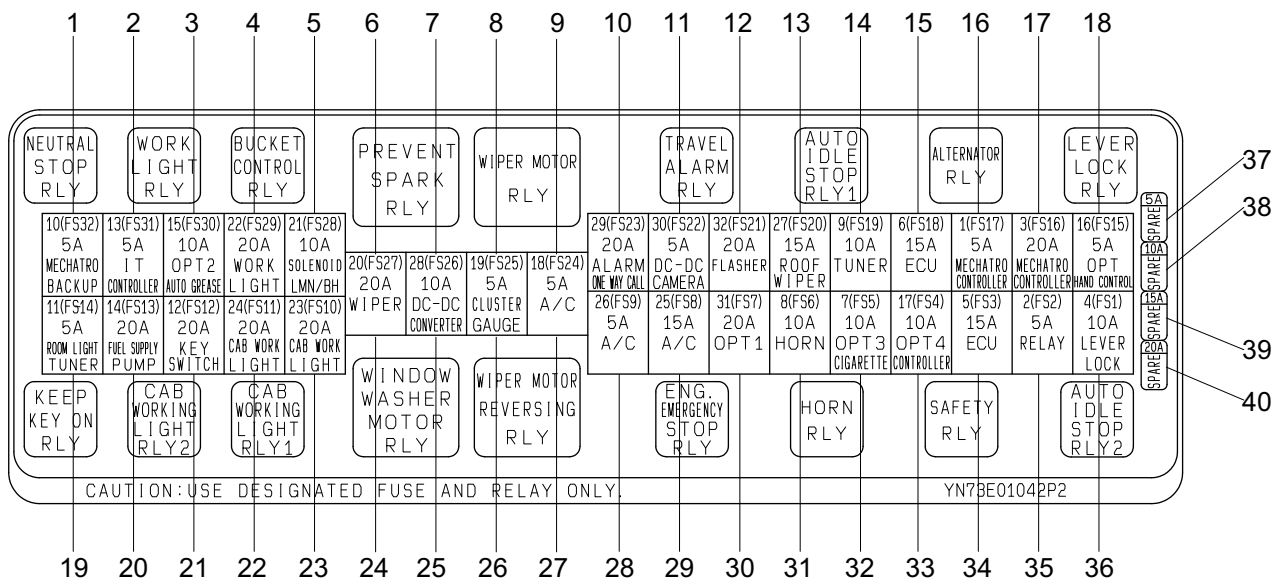 1 2 3 4 5 6 7 8 9 10 11 12 13 14 15 16 17 18
NEUTRAL
STOP
RLY
WORK
LIGHT
RLY
BUCKET
CONTROL
RLY
PREVENT
SPARK
RLY
WIPER MOTOR
RLY
TRAVEL
ALARM
RLY
AUTO
IDLE
STOP
RLY1
ALTERNATOR
RLY
LEVER
LOCK
RLY
10(FS32)
5A
MECHATRO
BACKUP
13(FS31)
5A
IT
CONTROLLER
15(FS30)
10A
OPT2
AUTO GREASE
22(FS29)
20A
WORK
LIGHT
21(FS28)
10A
SOLENOID
LMN/BH
20(FS27)
20A
WIPER
28(FS26)
10A
DC-DC
CONVERTER
19(FS25)
5A
CLUSTER
GAUGE
18(FS24)
5A
A/C
29(FS23)
20A
ALARM
ONE WAY CALL
30(FS22)
5A
DC-DC
CAMERA
32(FS21)
20A
FLASHER
27(FS20)
15A
ROOF
WIPER
9(FS19)
10A
TUNER
6(FS18)
15A
ECU
1(FS17)
5A
MECHATRO
CONTROLLER
3(FS16)
20A
MECHATRO
CONTROLLER
16(FS15)
5A
OPT
HAND CONTROL
5A
SPARE
37
10A
SPARE
38
15A
SPARE
39
20A
SPARE
40
11(FS14)
5A
ROOM LIGHT
TUNER
14(FS13)
20A
FUEL SUPPLY
PUMP
12(FS12)
20A
KEY
SWITCH
24(FS11)
20A
CAB WORK
LIGHT
23(FS10)
20A
CAB WORK
LIGHT
26(FS9)
5A
A/C
25(FS8)
15A
A/C
31(FS7)
20A
OPT1
8(FS6)
10A
HORN
7(FS5)
10A
OPT3
CIGARETTE
17(FS4)
10A
OPT4
CONTROLLER
5(FS3)
15A
ECU
2(FS2)
5A
RELAY
4(FS1)
10A
LEVER
LOCK
KEEP
KEY ON
RLY
CAB
WORKING
LIGHT
RLY2
CAB
WORKING
LIGHT
RLY1
WINDOW
WASHER
MOTOR
RLY
WIPER MOTOR
REVERSING
RLY
ENG.
EMERGENCY
STOP
RLY
HORN
RLY
SAFETY
RLY
AUTO
IDLE
STOP
RLY2
CAUTION:USE DESIGNATED FUSE AND RELAY ONLY. YN73E01042P2
19 20 21 22 23 24 25 26 27 28 29 30 31 32 33 34 35 36